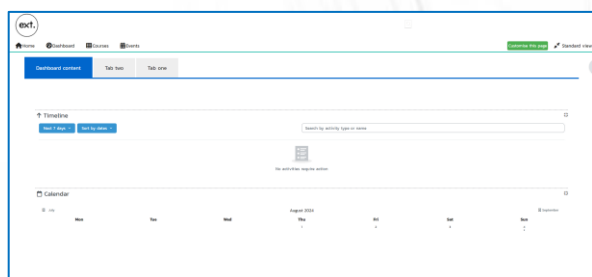 ext.
Home Dashboard Courses Events Customise this page Standard view
Dashboard content Tab two Tab one
Timeline
Next 7 days Sort by dates Search by activity type or name
No activities require action
Calendar
July August 2024 September
Mon Tue Wed Thu Fri Sat Sun